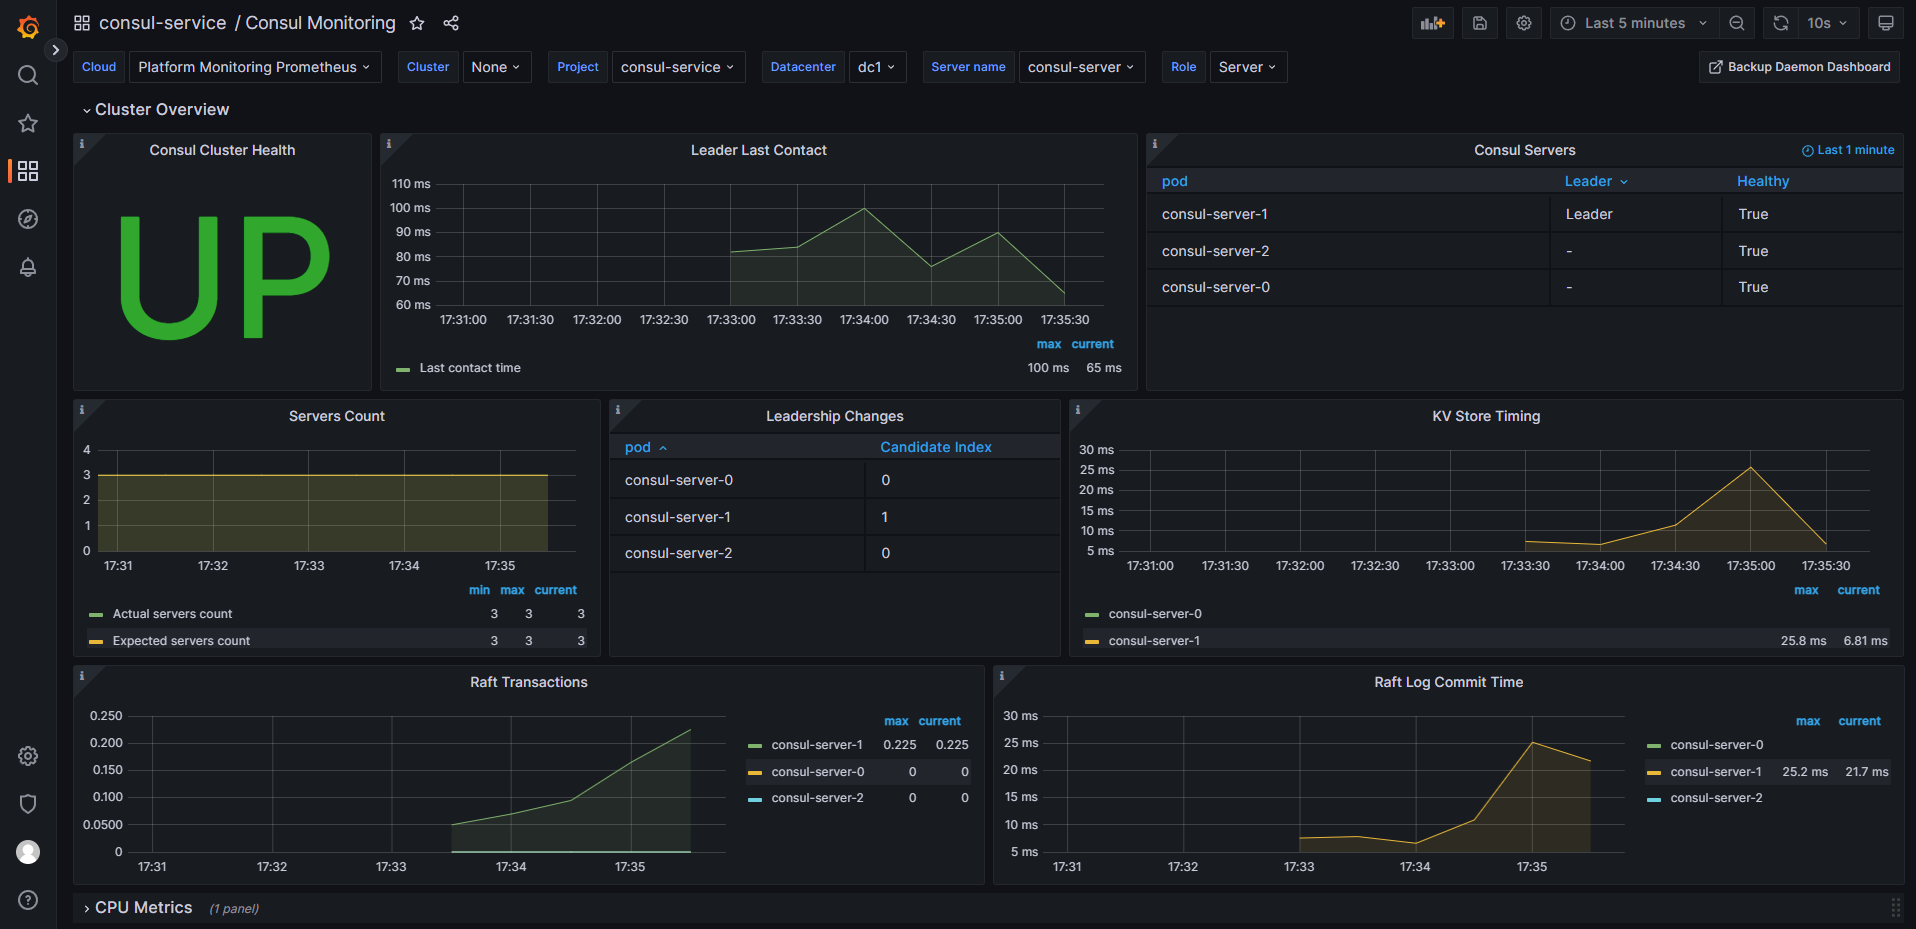 consul-service / Consul Monitoring
Last 5 minutes
10s
Cloud Platform Monitoring Prometheus
Cluster None
Project consul-service
Datacenter dc1
Server name consul-server
Role Server
Backup Daemon Dashboard
Cluster Overview
Consul Cluster Health
UP
Leader Last Contact
110 ms
100 ms
90 ms
80 ms
70 ms
60 ms
17:31:00 17:31:30 17:32:00 17:32:30 17:33:00 17:33:30 17:34:00 17:34:30 17:35:00 17:35:30
max current
Last contact time 100 ms 65 ms
Consul Servers
Last 1 minute
pod Leader Healthy
consul-server-1 Leader True
consul-server-2 - True
consul-server-0 - True
Servers Count
4
3
2
1
0
17:31 17:32 17:33 17:34 17:35
min max current
Actual servers count 3 3 3
Expected servers count 3 3 3
Leadership Changes
pod Candidate Index
consul-server-0 0
consul-server-1 1
consul-server-2 0
KV Store Timing
30 ms
25 ms
20 ms
15 ms
10 ms
5 ms
17:31:00 17:31:30 17:32:00 17:32:30 17:33:00 17:33:30 17:34:00 17:34:30 17:35:00 17:35:30
max current
consul-server-0
consul-server-1 25.8 ms 6.81 ms
Raft Transactions
0.250
0.200
0.150
0.100
0.0500
0
17:31 17:32 17:33 17:34 17:35
max current
consul-server-1 0.225 0.225
consul-server-0 0 0
consul-server-2 0 0
Raft Log Commit Time
30 ms
25 ms
20 ms
15 ms
10 ms
5 ms
17:31 17:32 17:33 17:34 17:35
max current
consul-server-0
consul-server-1 25.2 ms 21.7 ms
consul-server-2
CPU Metrics (1 panel)